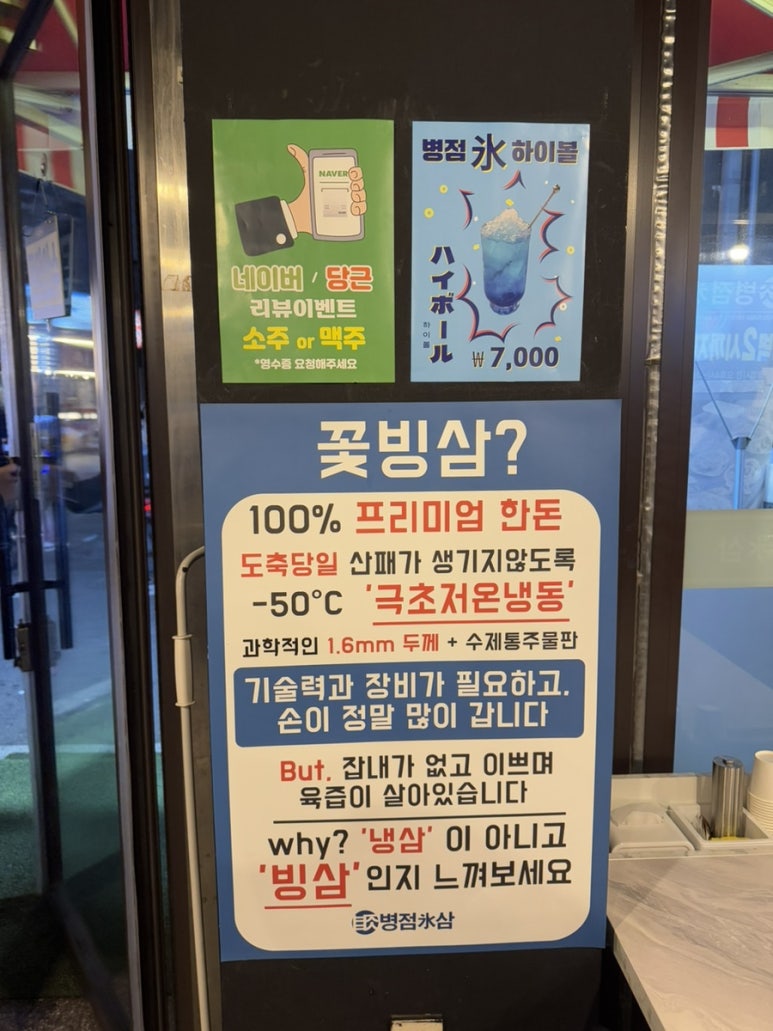 NAVER
네이버 / 당근
리뷰이벤트
소주 or 맥주
*영수증 요청해주세요
병점 氷 하이볼
ハイボール
하이볼
₩ 7,000
꽃빙삼?
100% 프리미엄 한돈
도축당일 산패가 생기지않도록
-50°C '극초저온냉동'
과학적인 1.6mm 두께 + 수제통주물판
기술력과 장비가 필요하고,
손이 정말 많이 갑니다
But, 잡내가 없고 이쁘며
육즙이 살아있습니다
why? '냉삼' 이 아니고
'빙삼' 인지 느껴보세요
병점氷삼